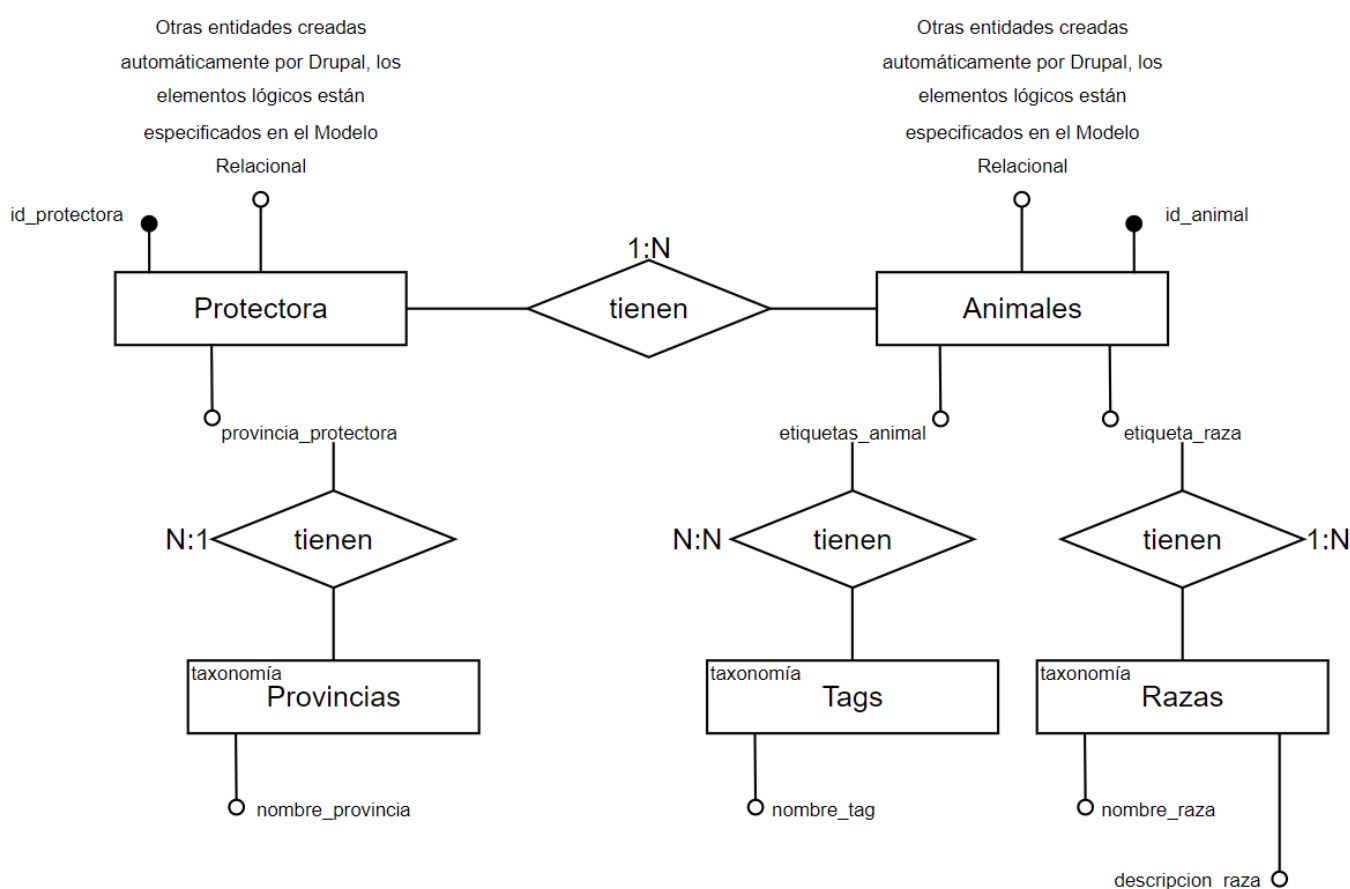 Otras entidades creadas
automáticamente por Drupal, los
elementos lógicos están
especificados en el Modelo
Relacional
Otras entidades creadas
automáticamente por Drupal, los
elementos lógicos están
especificados en el Modelo
Relacional
id_protectora
id_animal
1:N
Protectora
tienen
Animales
provincia_protectora
etiquetas_animal
etiqueta_raza
N:1
tienen
N:N
tienen
tienen
1:N
taxonomía
Provincias
taxonomía
Tags
taxonomía
Razas
nombre_provincia
nombre_tag
nombre_raza
descripcion_raza